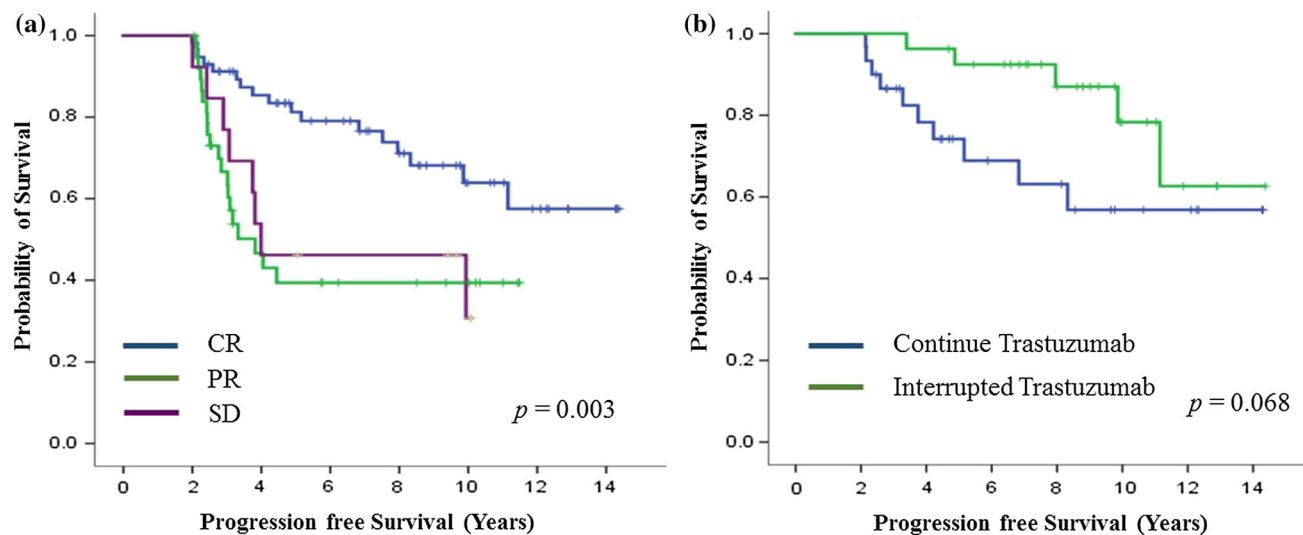 (a)
Probability of Survival
1.0
0.8
0.6
0.4
0.2
0.0
CR
PR
SD
p = 0.003
0 2 4 6 8 10 12 14
Progression free Survival (Years)
(b)
Probability of Survival
1.0
0.8
0.6
0.4
0.2
0.0
Continue Trastuzumab
Interrupted Trastuzumab
p = 0.068
0 2 4 6 8 10 12 14
Progression free Survival (Years)